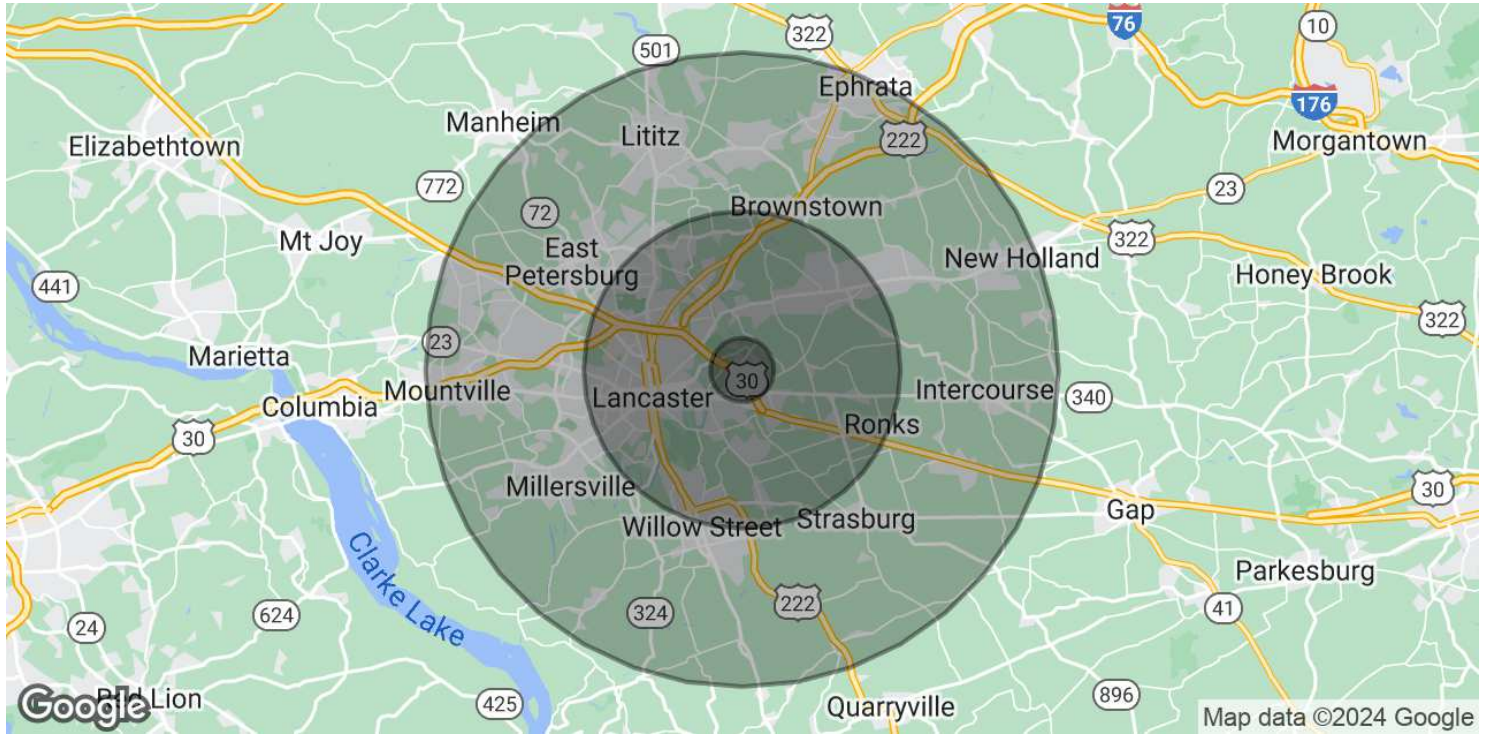 322
76
10
501
Ephrata
176
Manheim
Lititz
222
Elizabethtown
Morgantown
772
23
72
Brownstown
Mt Joy
322
East
Petersburg
New Holland
Honey Brook
441
322
23
Marietta
30
Mountville
Lancaster
Intercourse
340
Columbia
Ronks
30
Millersville
30
Gap
Willow Street
Strasburg
Clarke Lake
Parkesburg
222
324
41
624
24
Red Lion
425
896
Quarryville
Google
Map data ©2024 Google